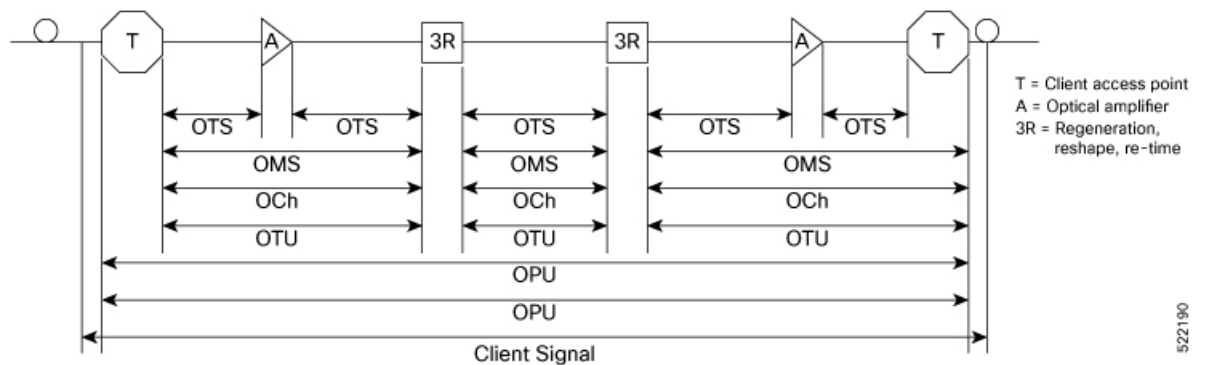 T A 3R 3R A T
T = Client access point
A = Optical amplifier
3R = Regeneration,
reshape, re-time
OTS OTS OTS OTS OTS
OMS OMS OMS
OCh OCh OCh
OTU OTU OTU
OPU
OPU
Client Signal
522190